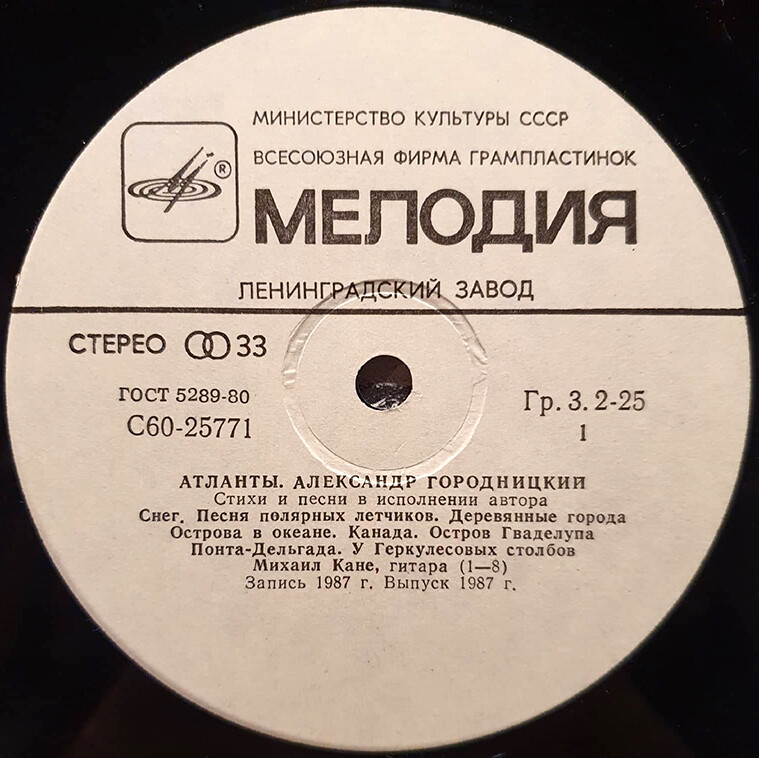 МИНИСТЕРСТВО КУЛЬТУРЫ СССР
ВСЕСОЮЗНАЯ ФИРМА ГРАМПЛАСТИНОК
®
МЕЛОДИЯ
ЛЕНИНГРАДСКИЙ ЗАВОД
СТЕРЕО 33
ГОСТ 5289-80
С60-25771
Гр. 3. 2-25
1
АТЛАНТЫ. АЛЕКСАНДР ГОРОДНИЦКИЙ
Стихи и песни в исполнении автора
Снег. Песня полярных летчиков. Деревянные города
Острова в океане. Канада. Остров Гваделупа
Понта-Дельгада. У Геркулесовых столбов
Михаил Кане, гитара (1—8)
Запись 1987 г. Выпуск 1987 г.